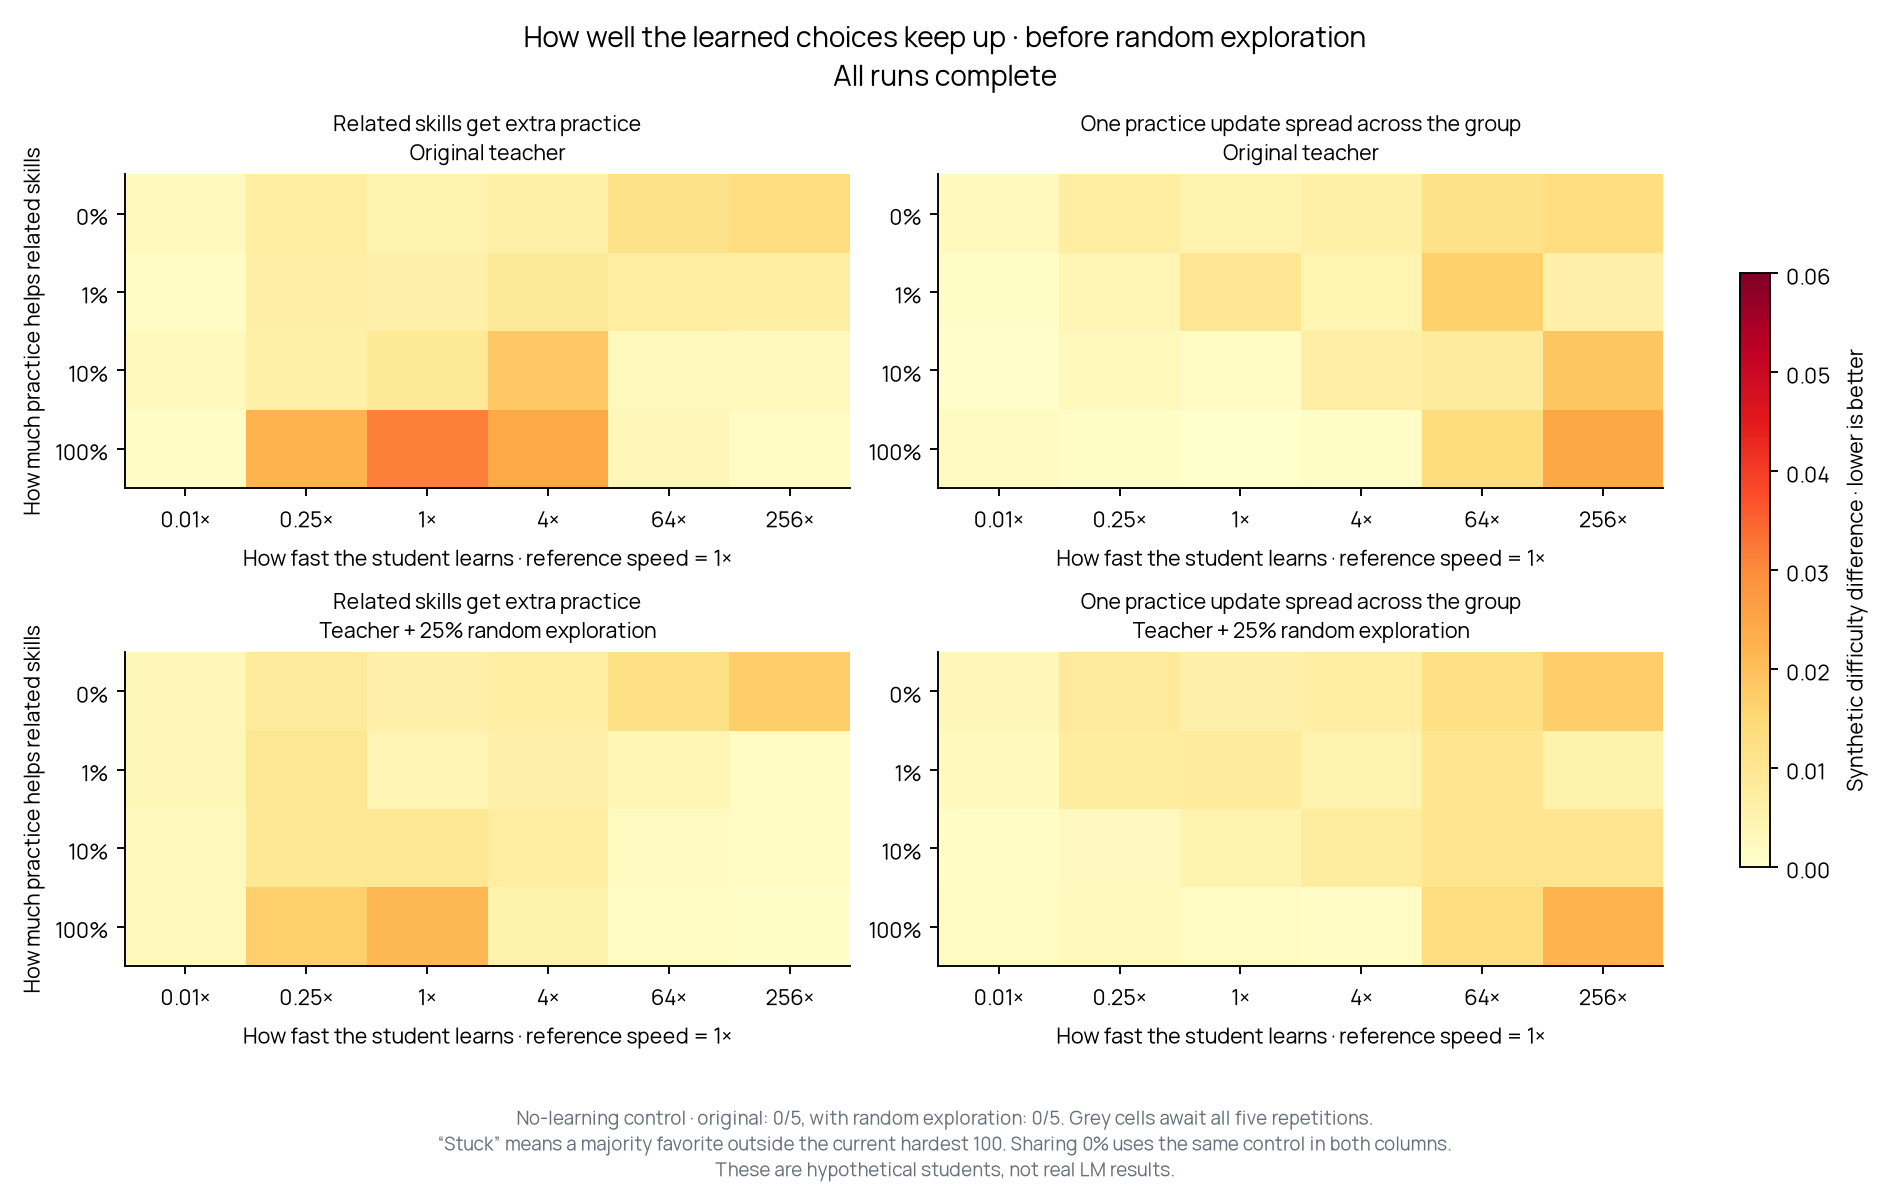 How well the learned choices keep up · before random exploration
All runs complete
Related skills get extra practice
Original teacher
How much practice helps related skills
0%
1%
10%
100%
0.01×
0.25×
1×
4×
64×
256×
How fast the student learns · reference speed = 1×
One practice update spread across the group
Original teacher
0%
1%
10%
100%
0.01×
0.25×
1×
4×
64×
256×
How fast the student learns · reference speed = 1×
Related skills get extra practice
Teacher + 25% random exploration
How much practice helps related skills
0%
1%
10%
100%
0.01×
0.25×
1×
4×
64×
256×
How fast the student learns · reference speed = 1×
One practice update spread across the group
Teacher + 25% random exploration
0%
1%
10%
100%
0.01×
0.25×
1×
4×
64×
256×
How fast the student learns · reference speed = 1×
0.06
0.05
0.04
0.03
0.02
0.01
0.00
Synthetic difficulty difference · lower is better
No-learning control · original: 0/5, with random exploration: 0/5. Grey cells await all five repetitions.
“Stuck” means a majority favorite outside the current hardest 100. Sharing 0% uses the same control in both columns.
These are hypothetical students, not real LM results.